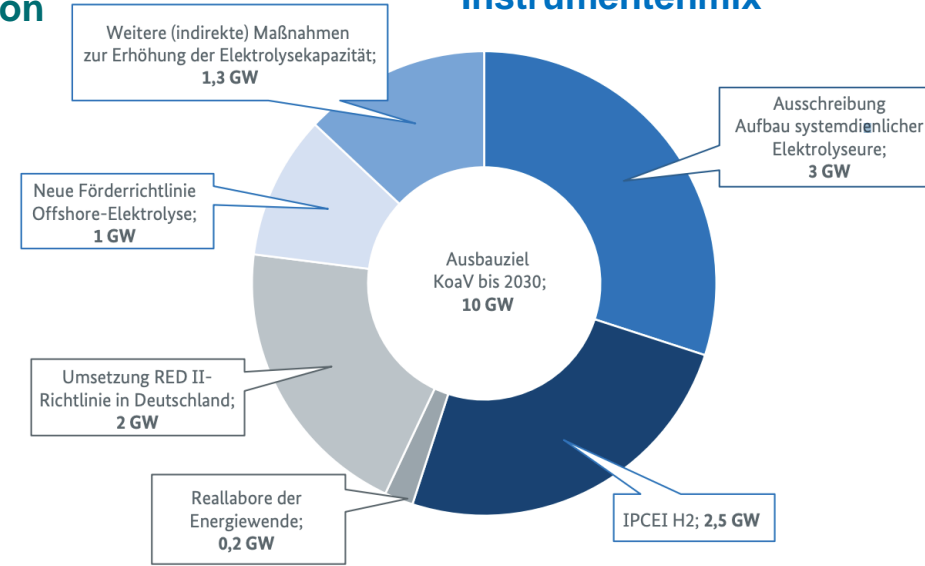 on
Instrumentenmix
Weitere (indirekte) Maßnahmen
zur Erhöhung der Elektrolysekapazität;
1,3 GW
Ausschreibung
Aufbau systemdienlicher
Elektrolyseure;
3 GW
Neue Förderrichtlinie
Offshore-Elektrolyse;
1 GW
Ausbauziel
KoaV bis 2030;
10 GW
Umsetzung RED II-
Richtlinie in Deutschland;
2 GW
Reallabore der
Energiewende;
0,2 GW
IPCEI H2; 2,5 GW